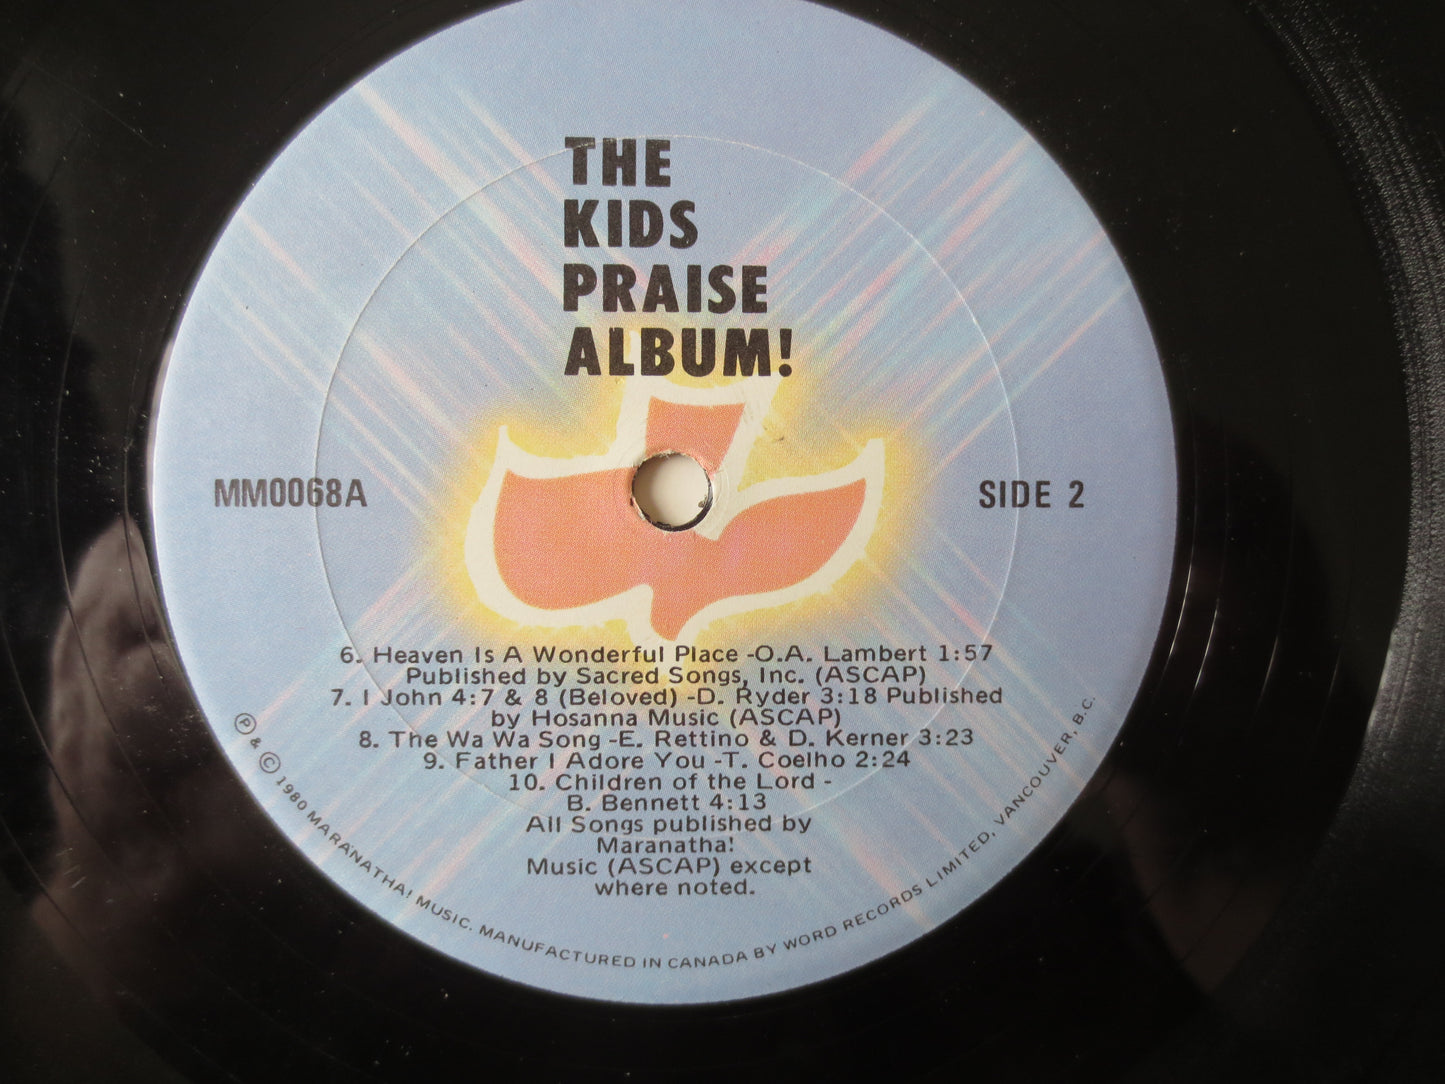 THE
KIDS
PRAISE
ALBUM!
MM0068A
SIDE 2
6. Heaven Is A Wonderful Place -O.A. Lambert 1:57
Published by Sacred Songs, Inc. (ASCAP)
7. I John 4:7 & 8 (Beloved) -D. Ryder 3:18 Published
by Hosanna Music (ASCAP)
8. The Wa Wa Song -E. Rettino & D. Kerner 3:23
9. Father I Adore You -T. Coelho 2:24
10. Children of the Lord -
B. Bennett 4:13
All Songs published by
Maranatha!
Music (ASCAP) except
where noted.
℗ & © 1980 MARANATHA! MUSIC. MANUFACTURED IN CANADA BY WORD RECORDS LIMITED, VANCOUVER, B.C.